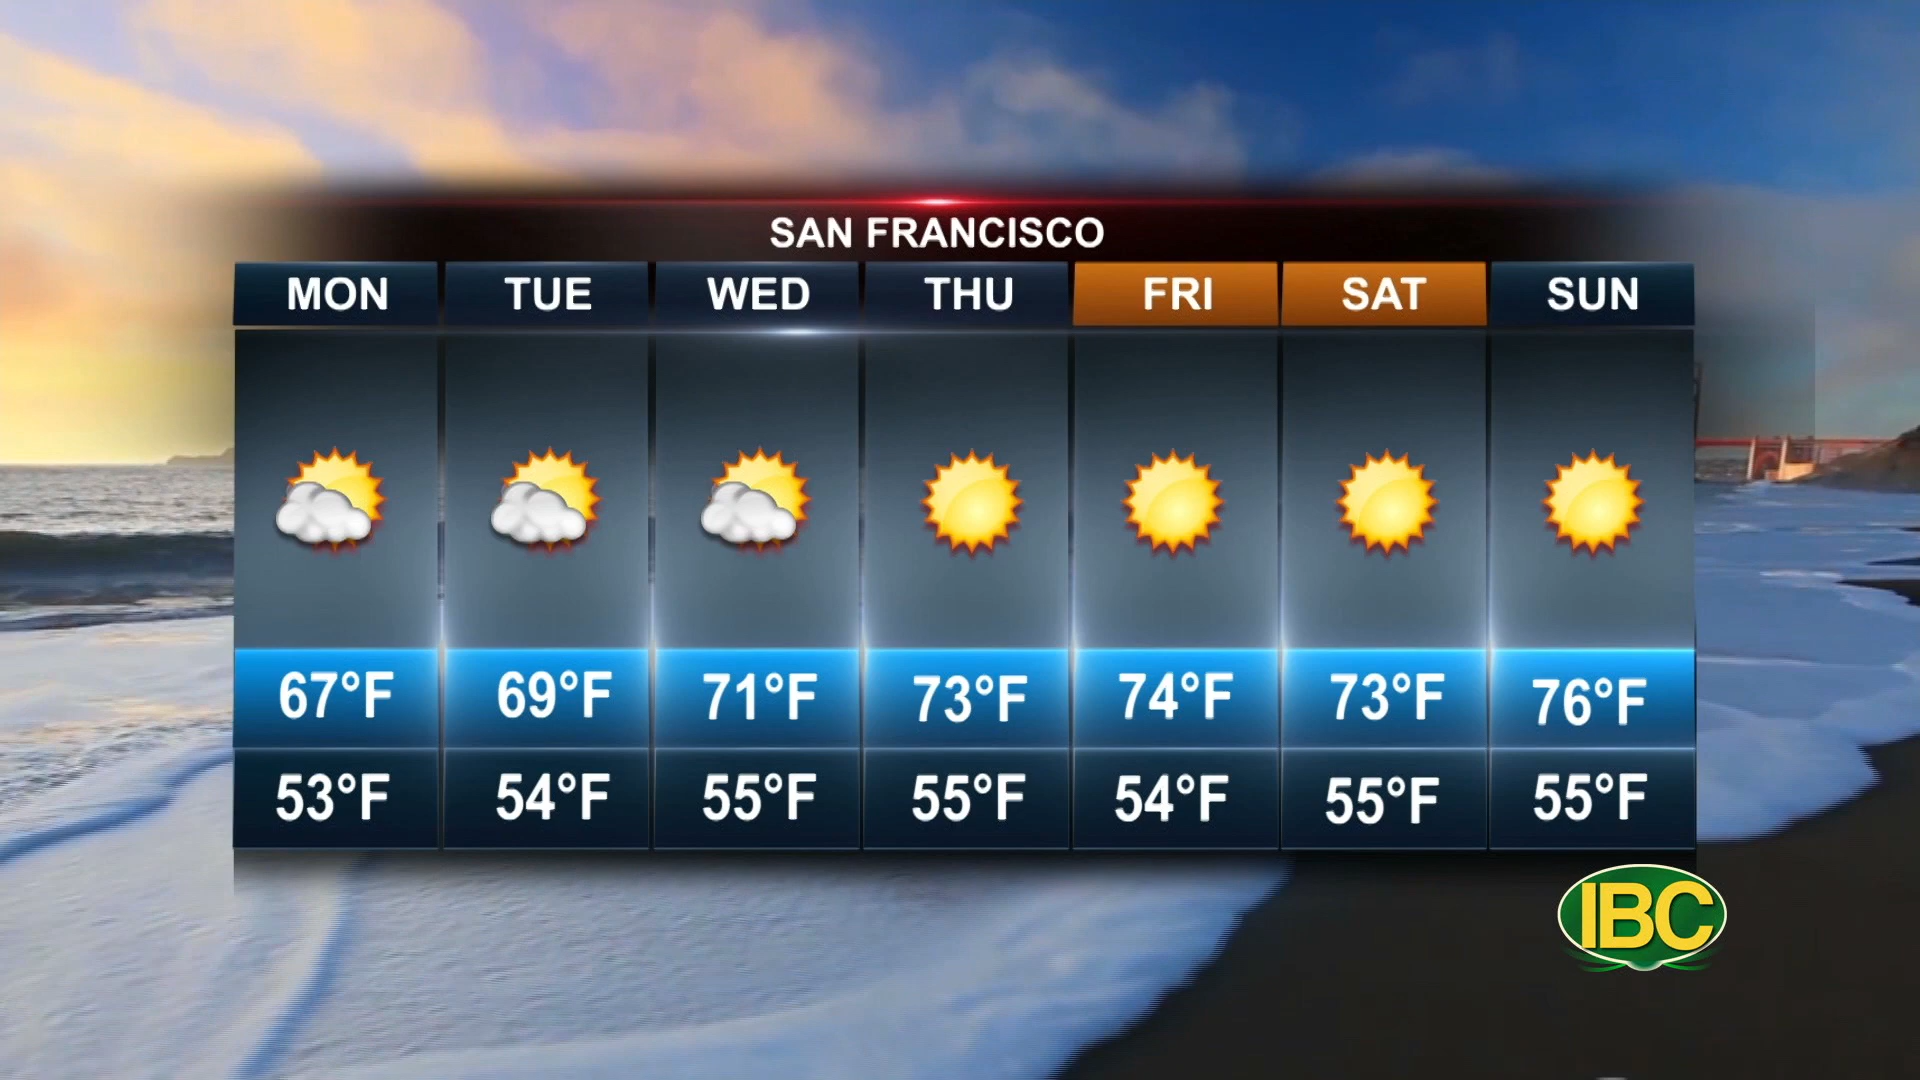 SAN FRANCISCO
MON TUE WED THU FRI SAT SUN
67°F 69°F 71°F 73°F 74°F 73°F 76°F
53°F 54°F 55°F 55°F 54°F 55°F 55°F
IBC